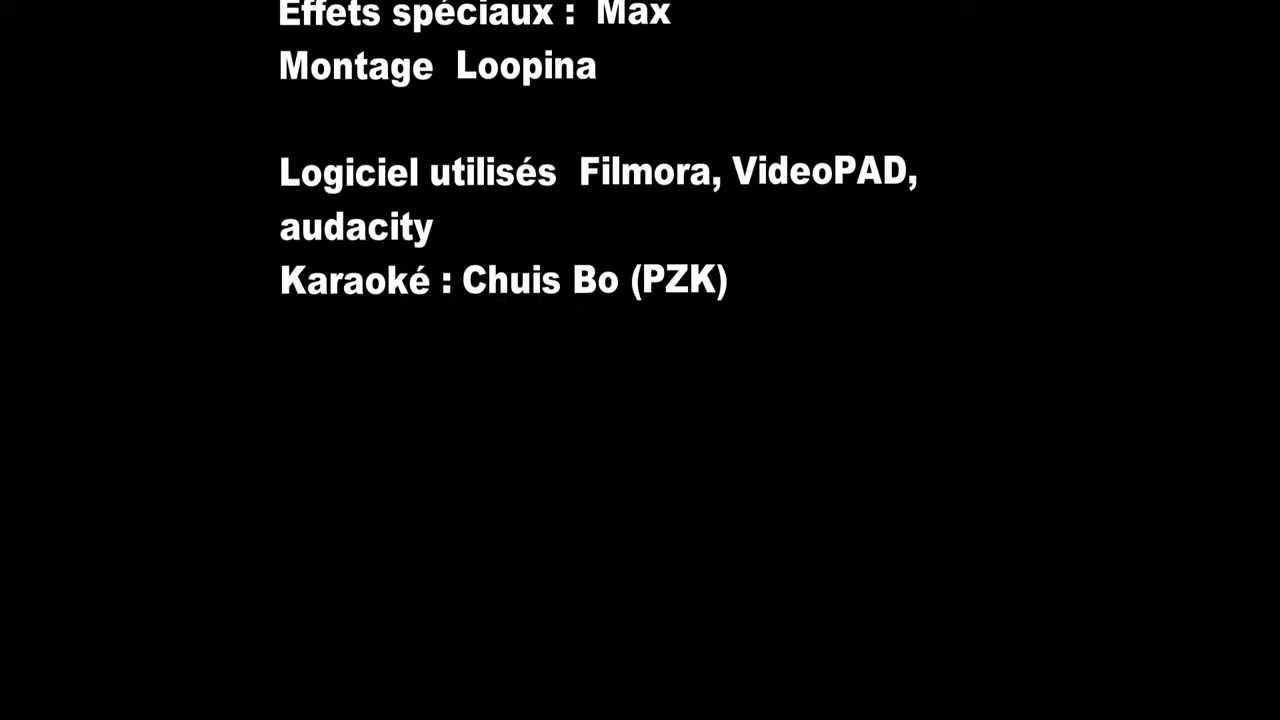 Effets spéciaux : Max
Montage Loopina
Logiciel utilisés Filmora, VideoPAD,
audacity
Karaoké : Chuis Bo (PZK)